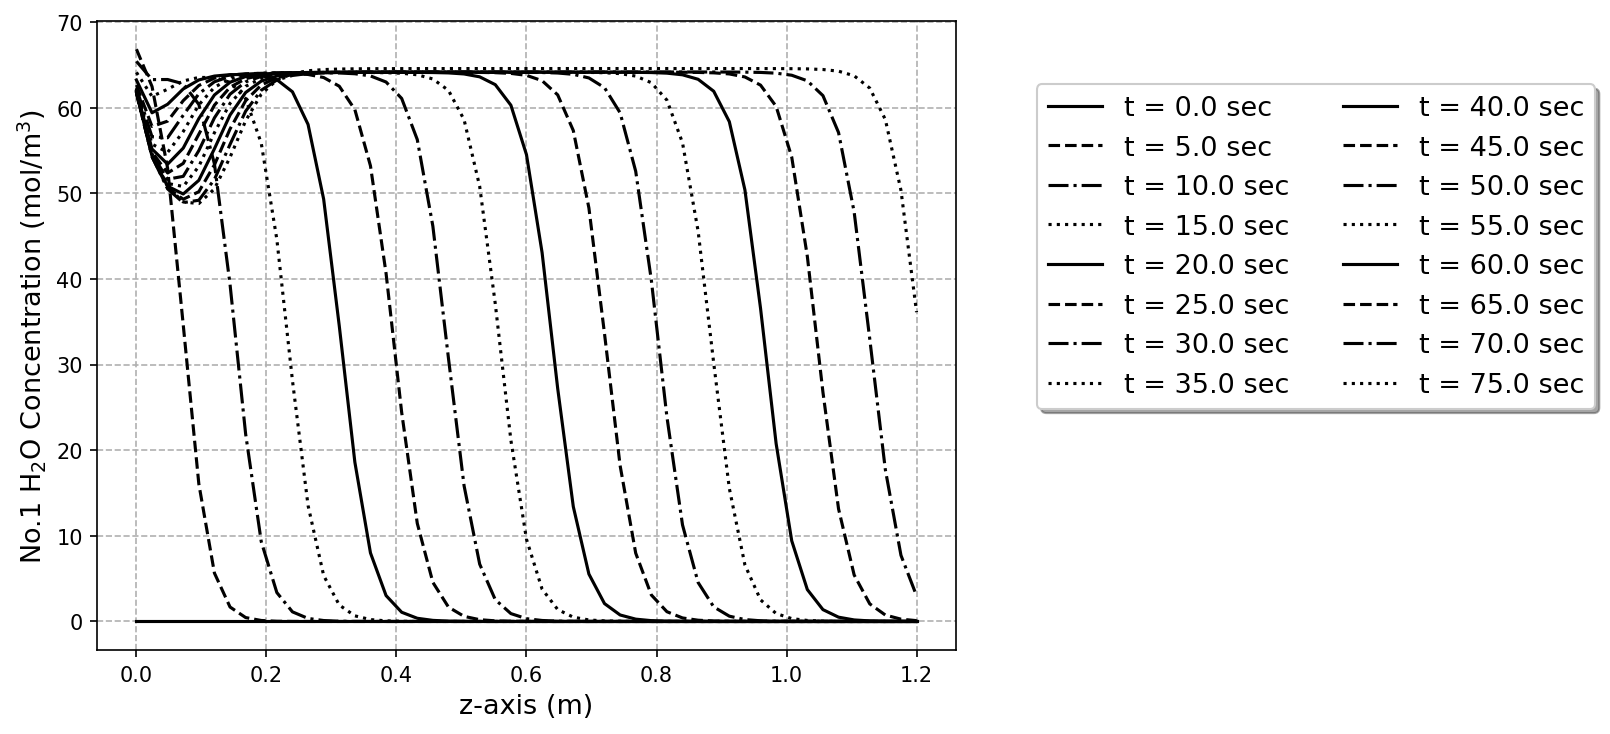 70
60
50
40
30
20
10
0
No.1 H₂O Concentration (mol/m³)
0.0 0.2 0.4 0.6 0.8 1.0 1.2
z-axis (m)
t = 0.0 sec
t = 5.0 sec
t = 10.0 sec
t = 15.0 sec
t = 20.0 sec
t = 25.0 sec
t = 30.0 sec
t = 35.0 sec
t = 40.0 sec
t = 45.0 sec
t = 50.0 sec
t = 55.0 sec
t = 60.0 sec
t = 65.0 sec
t = 70.0 sec
t = 75.0 sec